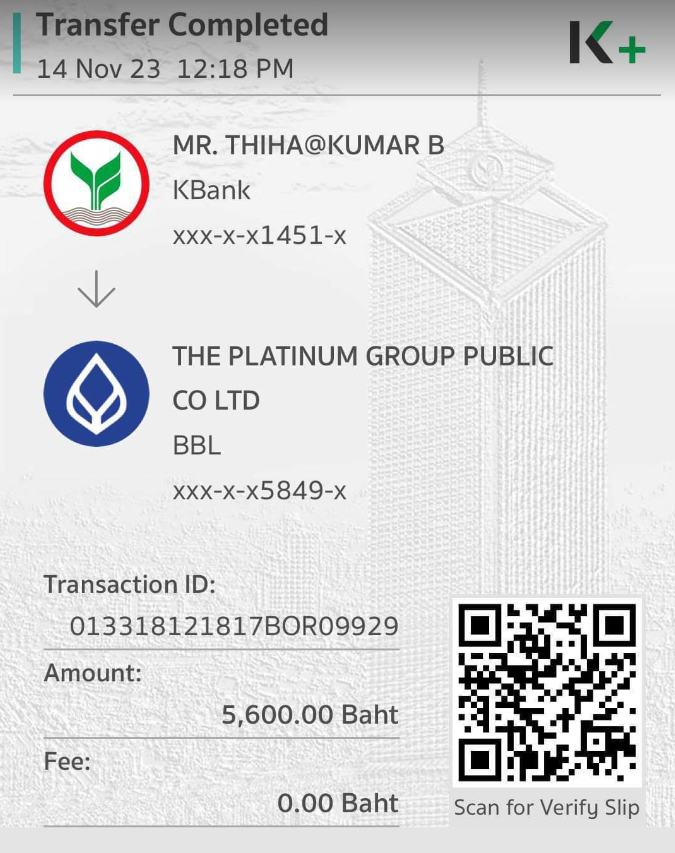 Transfer Completed
14 Nov 23 12:18 PM
K+
MR. THIHA@KUMAR B
KBank
xxx-x-x1451-x
THE PLATINUM GROUP PUBLIC
CO LTD
BBL
xxx-x-x5849-x
Transaction ID:
013318121817BOR09929
Amount:
5,600.00 Baht
Fee:
0.00 Baht
Scan for Verify Slip